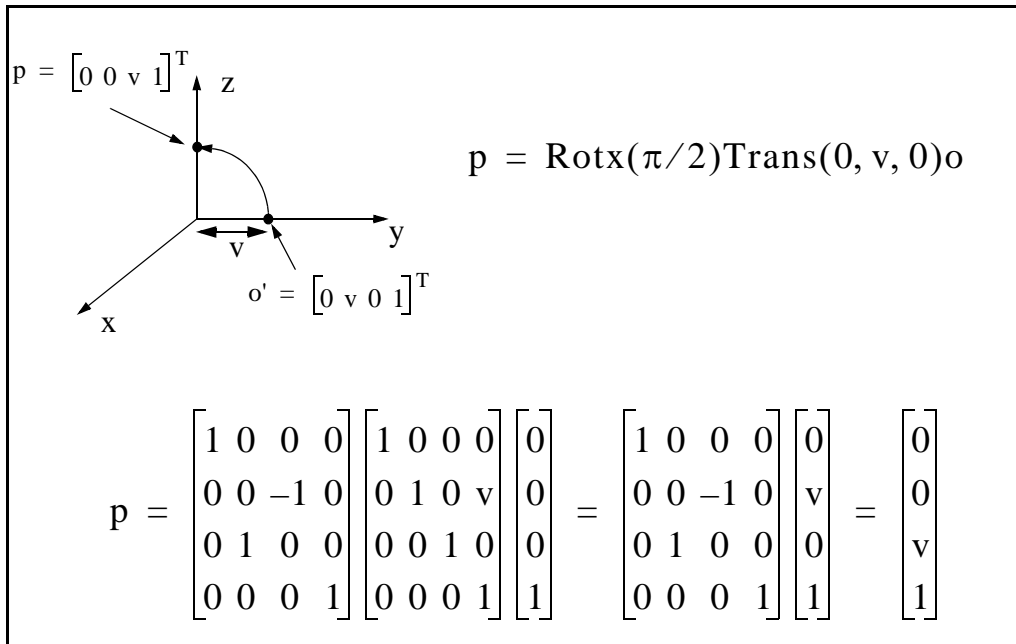 p = [0 0 v 1]^T
z
p = Rotx(π/2)Trans(0, v, 0)o
y
v
o' = [0 v 0 1]^T
x
p = [1 0 0 0; 0 0 –1 0; 0 1 0 0; 0 0 0 1] [1 0 0 0; 0 1 0 v; 0 0 1 0; 0 0 0 1] [0; 0; 0; 1] = [1 0 0 0; 0 0 –1 0; 0 1 0 0; 0 0 0 1] [0; v; 0; 1] = [0; 0; v; 1]